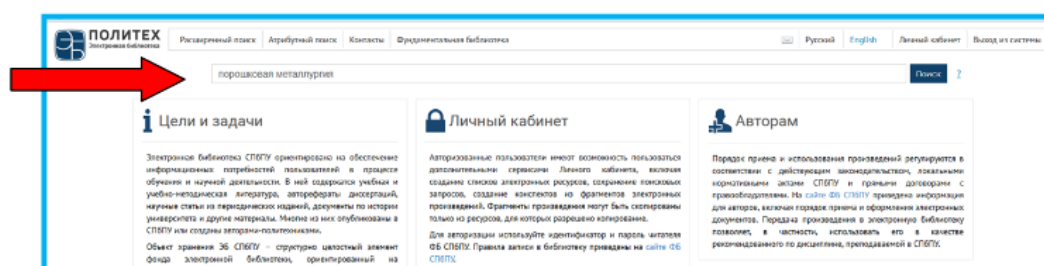 ПОЛИТЕХ
Электронная библиотека
Расширенный поиск Атрибутный поиск Контакты Фундаментальная библиотека Русский English Личный кабинет Выход из системы
порошковая металлургия Поиск ?
Цели и задачи
Электронная библиотека СПбПУ ориентирована на обеспечение
информационных потребностей пользователей в процессе
обучения и научной деятельности. В ней содержатся учебная и
учебно-методическая литература, авторефераты диссертаций,
научные статьи из периодических изданий, документы по истории
университета и другие материалы. Многие из них опубликованы в
СПбПУ или созданы авторами-политехниками.
Объект хранения ЭБ СПбПУ – структурно целостный элемент
фонда электронной библиотеки, ориентированный на
Личный кабинет
Авторизованные пользователи имеют возможность пользоваться
дополнительными сервисами Личного кабинета, включая
создание списков электронных ресурсов, сохранение поисковых
запросов, создание конспектов из фрагментов электронных
произведений. Фрагменты произведения могут быть скопированы
только из ресурсов, для которых разрешено копирование.
Для авторизации используйте идентификатор и пароль читателя
ФБ СПбПУ. Правила записи в библиотеку приведены на сайте ФБ
СПбПУ.
Авторам
Порядок приема и использования произведений регулируются в
соответствии с действующим законодательством, локальными
нормативными актами СПбПУ и прямыми договорами с
правообладателями. На сайте ФБ СПбПУ приведена информация
для авторов, включая порядок приема и оформления электронных
документов. Передача произведения в электронную библиотеку
позволяет, в частности, использовать его в качестве
рекомендованного по дисциплине, преподаваемой в СПбПУ.